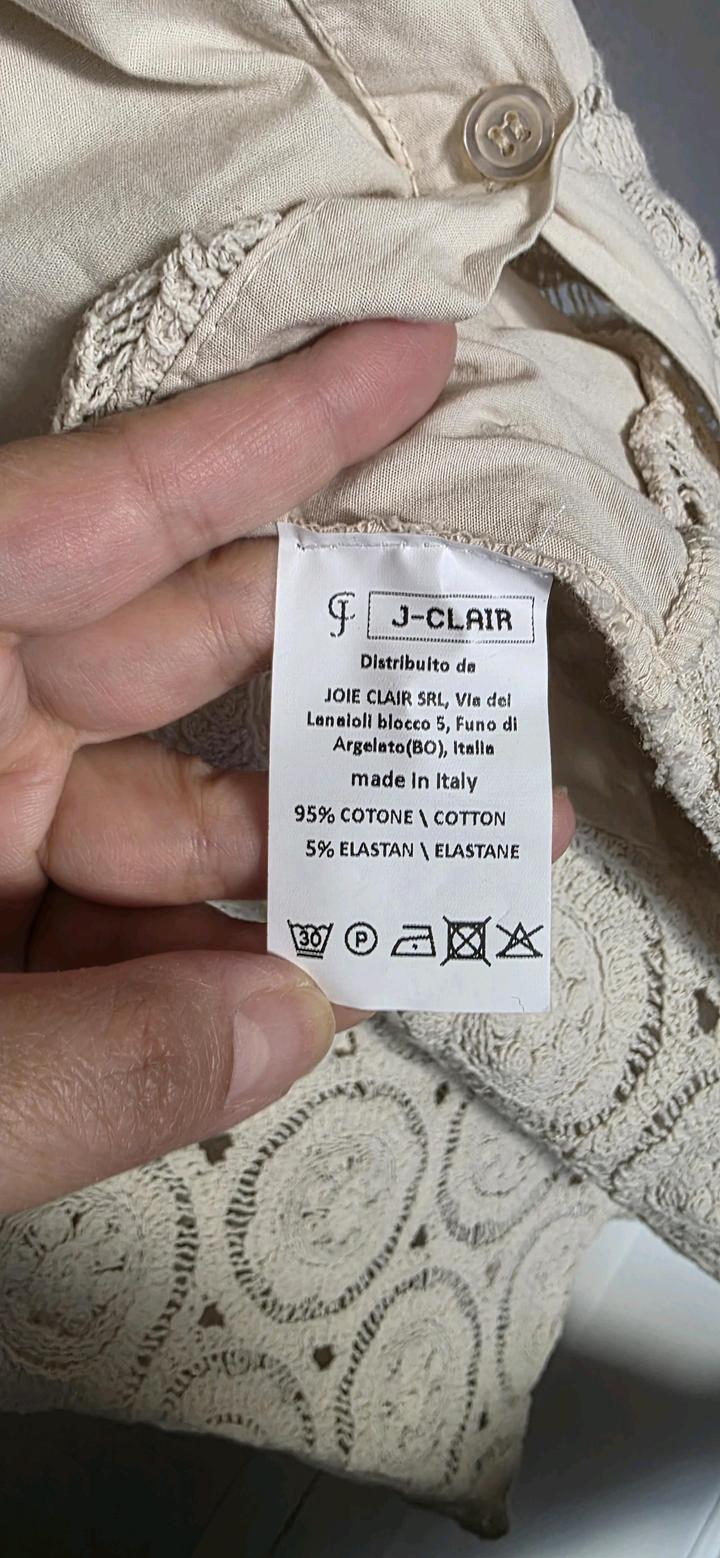 J-CLAIR
Distribuito da
JOIE CLAIR SRL, Via dei
Lanaioli blocco 5, Funo di
Argelato(BO), Italia
made in Italy
95% COTONE \ COTTON
5% ELASTAN \ ELASTANE
30 P